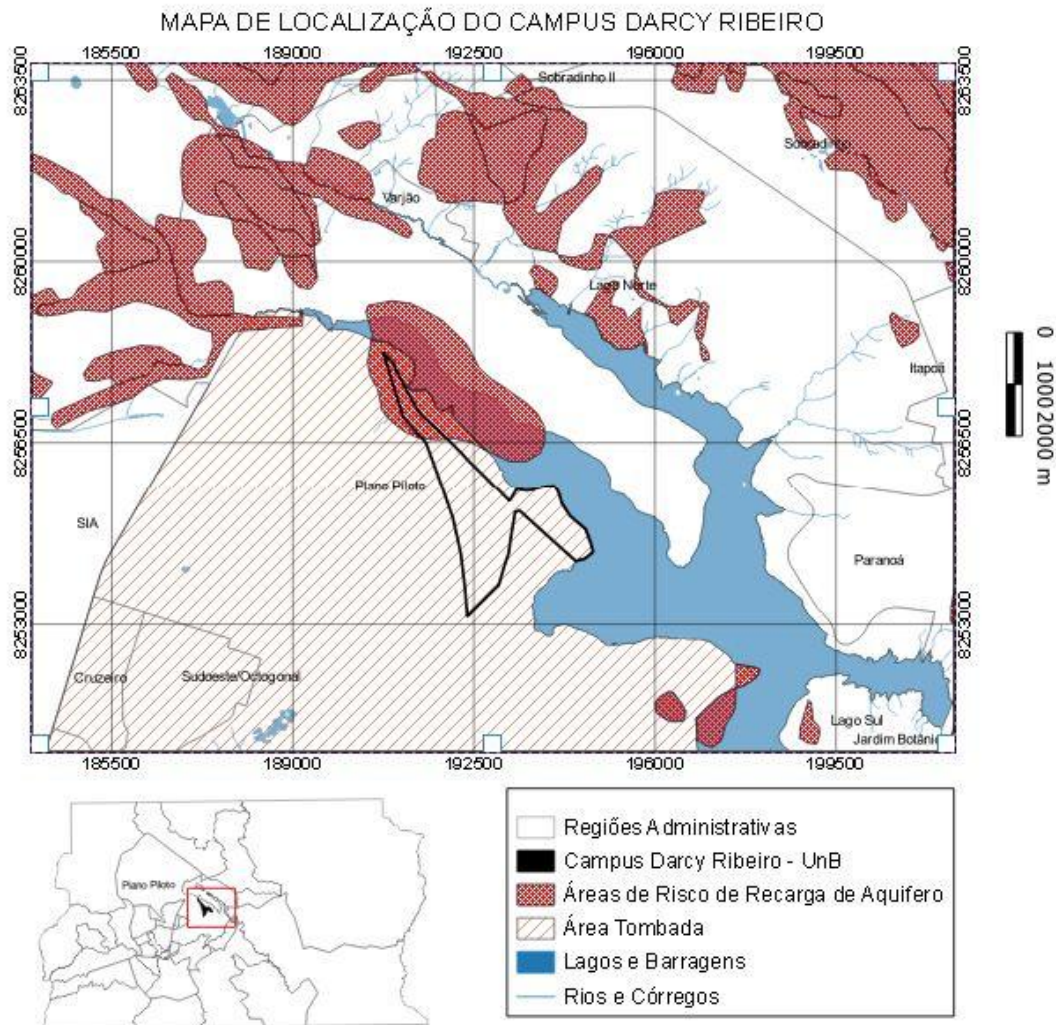 MAPA DE LOCALIZAÇÃO DO CAMPUS DARCY RIBEIRO
185500 189000 192500 196000 199500
8263500 8263500
Sobradinho II
Sobradinho
Varjão
8260000 8260000
Lago Norte
Itapoã
0 1000 2000 m
8256500 8256500
Plano Piloto
SIA
Paranoá
8253000 8253000
Cruzeiro
Sudoeste/Octogonal
Lago Sul
Jardim Botâni
185500 189000 192500 196000 199500
Plano Piloto
Regiões Administrativas
Campus Darcy Ribeiro - UnB
Áreas de Risco de Recarga de Aquifero
Área Tombada
Lagos e Barragens
Rios e Córregos